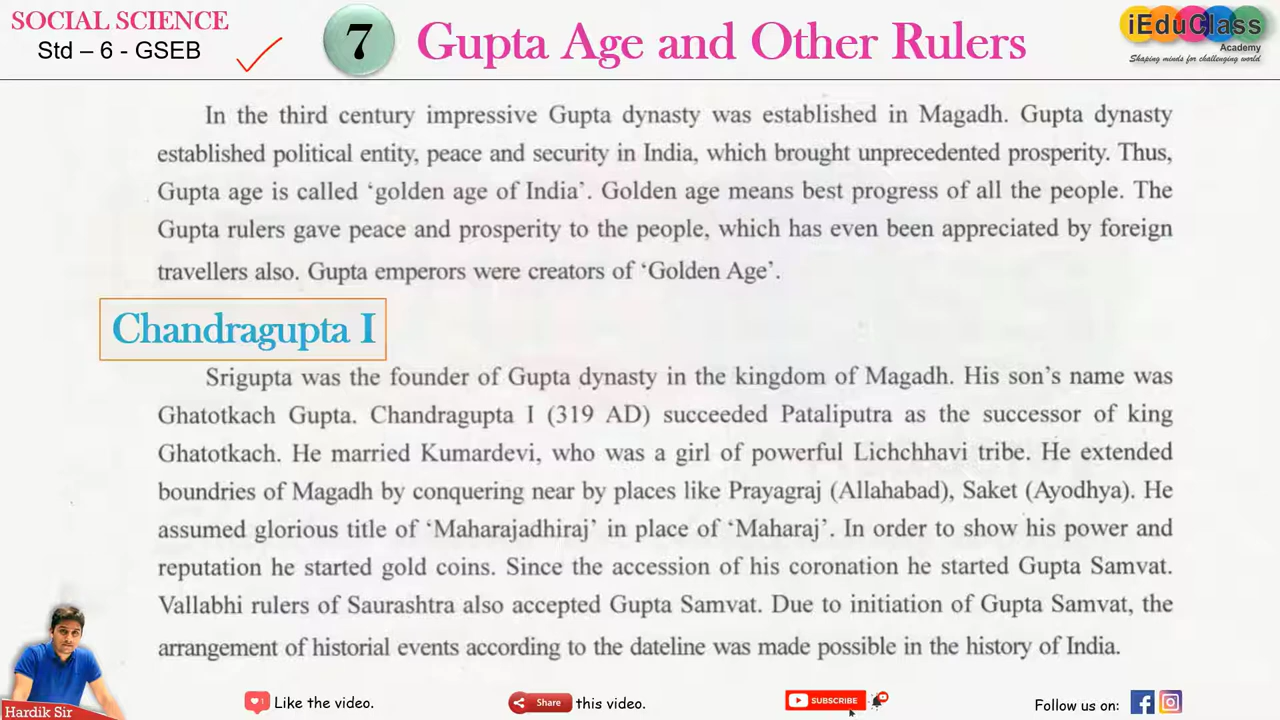 SOCIAL SCIENCE
Std – 6 - GSEB
7
Gupta Age and Other Rulers
iEduClass
Academy
Shaping minds for challenging world
In the third century impressive Gupta dynasty was established in Magadh. Gupta dynasty
established political entity, peace and security in India, which brought unprecedented prosperity. Thus,
Gupta age is called ‘golden age of India’. Golden age means best progress of all the people. The
Gupta rulers gave peace and prosperity to the people, which has even been appreciated by foreign
travellers also. Gupta emperors were creators of ‘Golden Age’.
Chandragupta I
Srigupta was the founder of Gupta dynasty in the kingdom of Magadh. His son’s name was
Ghatotkach Gupta. Chandragupta I (319 AD) succeeded Pataliputra as the successor of king
Ghatotkach. He married Kumardevi, who was a girl of powerful Lichchhavi tribe. He extended
boundries of Magadh by conquering near by places like Prayagraj (Allahabad), Saket (Ayodhya). He
assumed glorious title of ‘Maharajadhiraj’ in place of ‘Maharaj’. In order to show his power and
reputation he started gold coins. Since the accession of his coronation he started Gupta Samvat.
Vallabhi rulers of Saurashtra also accepted Gupta Samvat. Due to initiation of Gupta Samvat, the
arrangement of historial events according to the dateline was made possible in the history of India.
Hardik Sir
Like the video.
Share this video.
SUBSCRIBE
Follow us on: